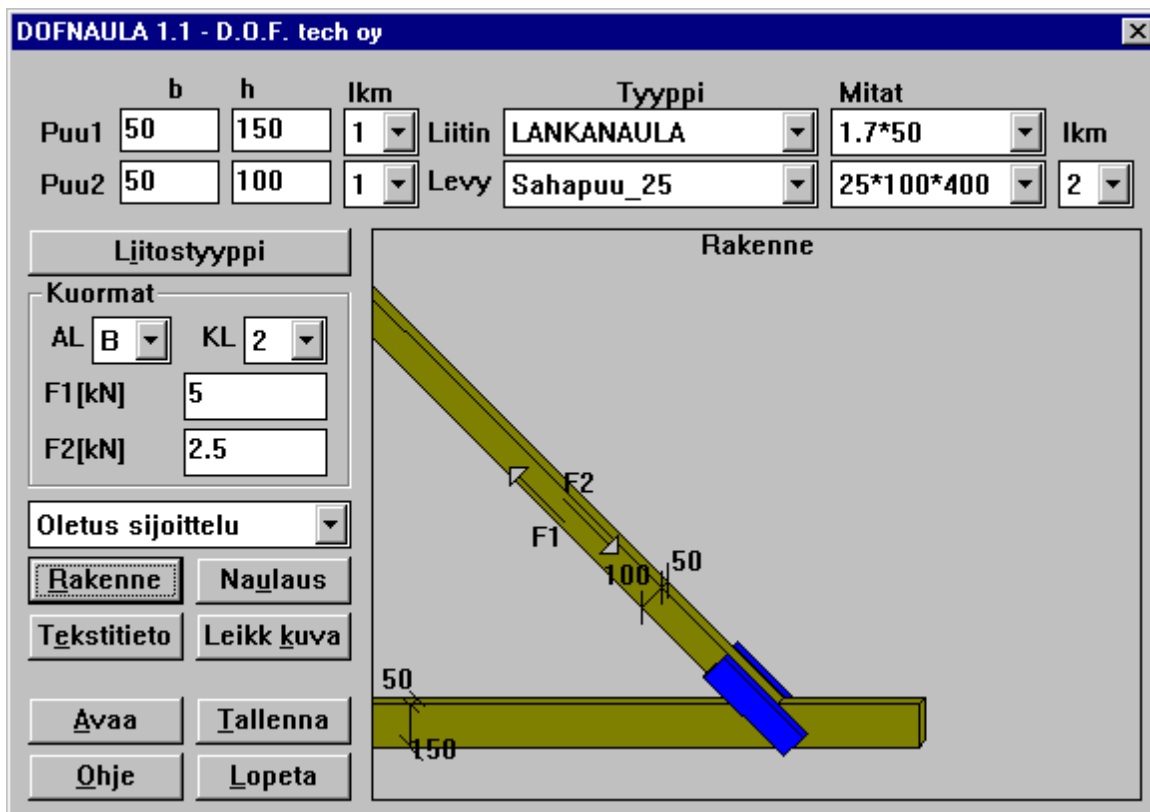 DOFNAULA 1.1 - D.O.F. tech oy
b h lkm Tyyppi Mitat
Puu1 50 150 1 Liitin LANKANAULA 1.7*50 lkm
Puu2 50 100 1 Levy Sahapuu_25 25*100*400 2
Liitostyyppi
Kuormat
AL B KL 2
F1[kN] 5
F2[kN] 2.5
Oletus sijoittelu
Rakenne Naulaus
Tekstitieto Leikk kuva
Avaa Tallenna
Ohje Lopeta
Rakenne
F2
F1
50
100
50
150